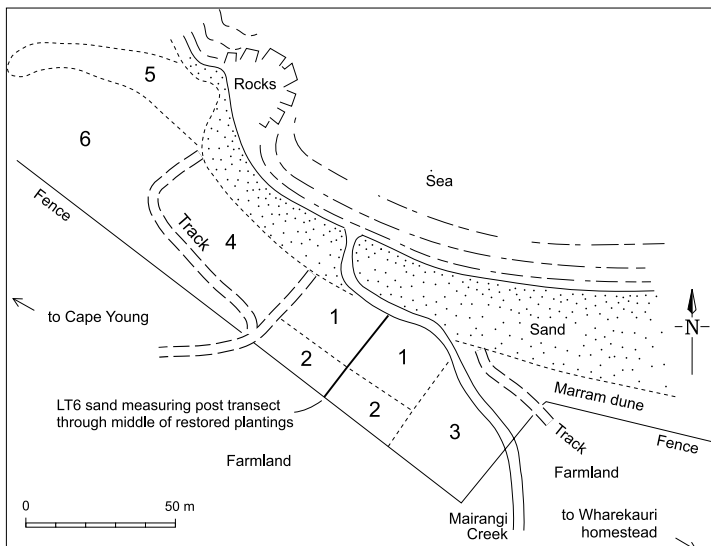 5
Rocks
6
Sea
Fence
Track
4
to Cape Young
N
1
Sand
1
2
LT6 sand measuring post transect
through middle of restored plantings
2
Marram dune
3
Track
Fence
Farmland
Farmland
0
50 m
Mairangi
Creek
to Wharekauri
homestead